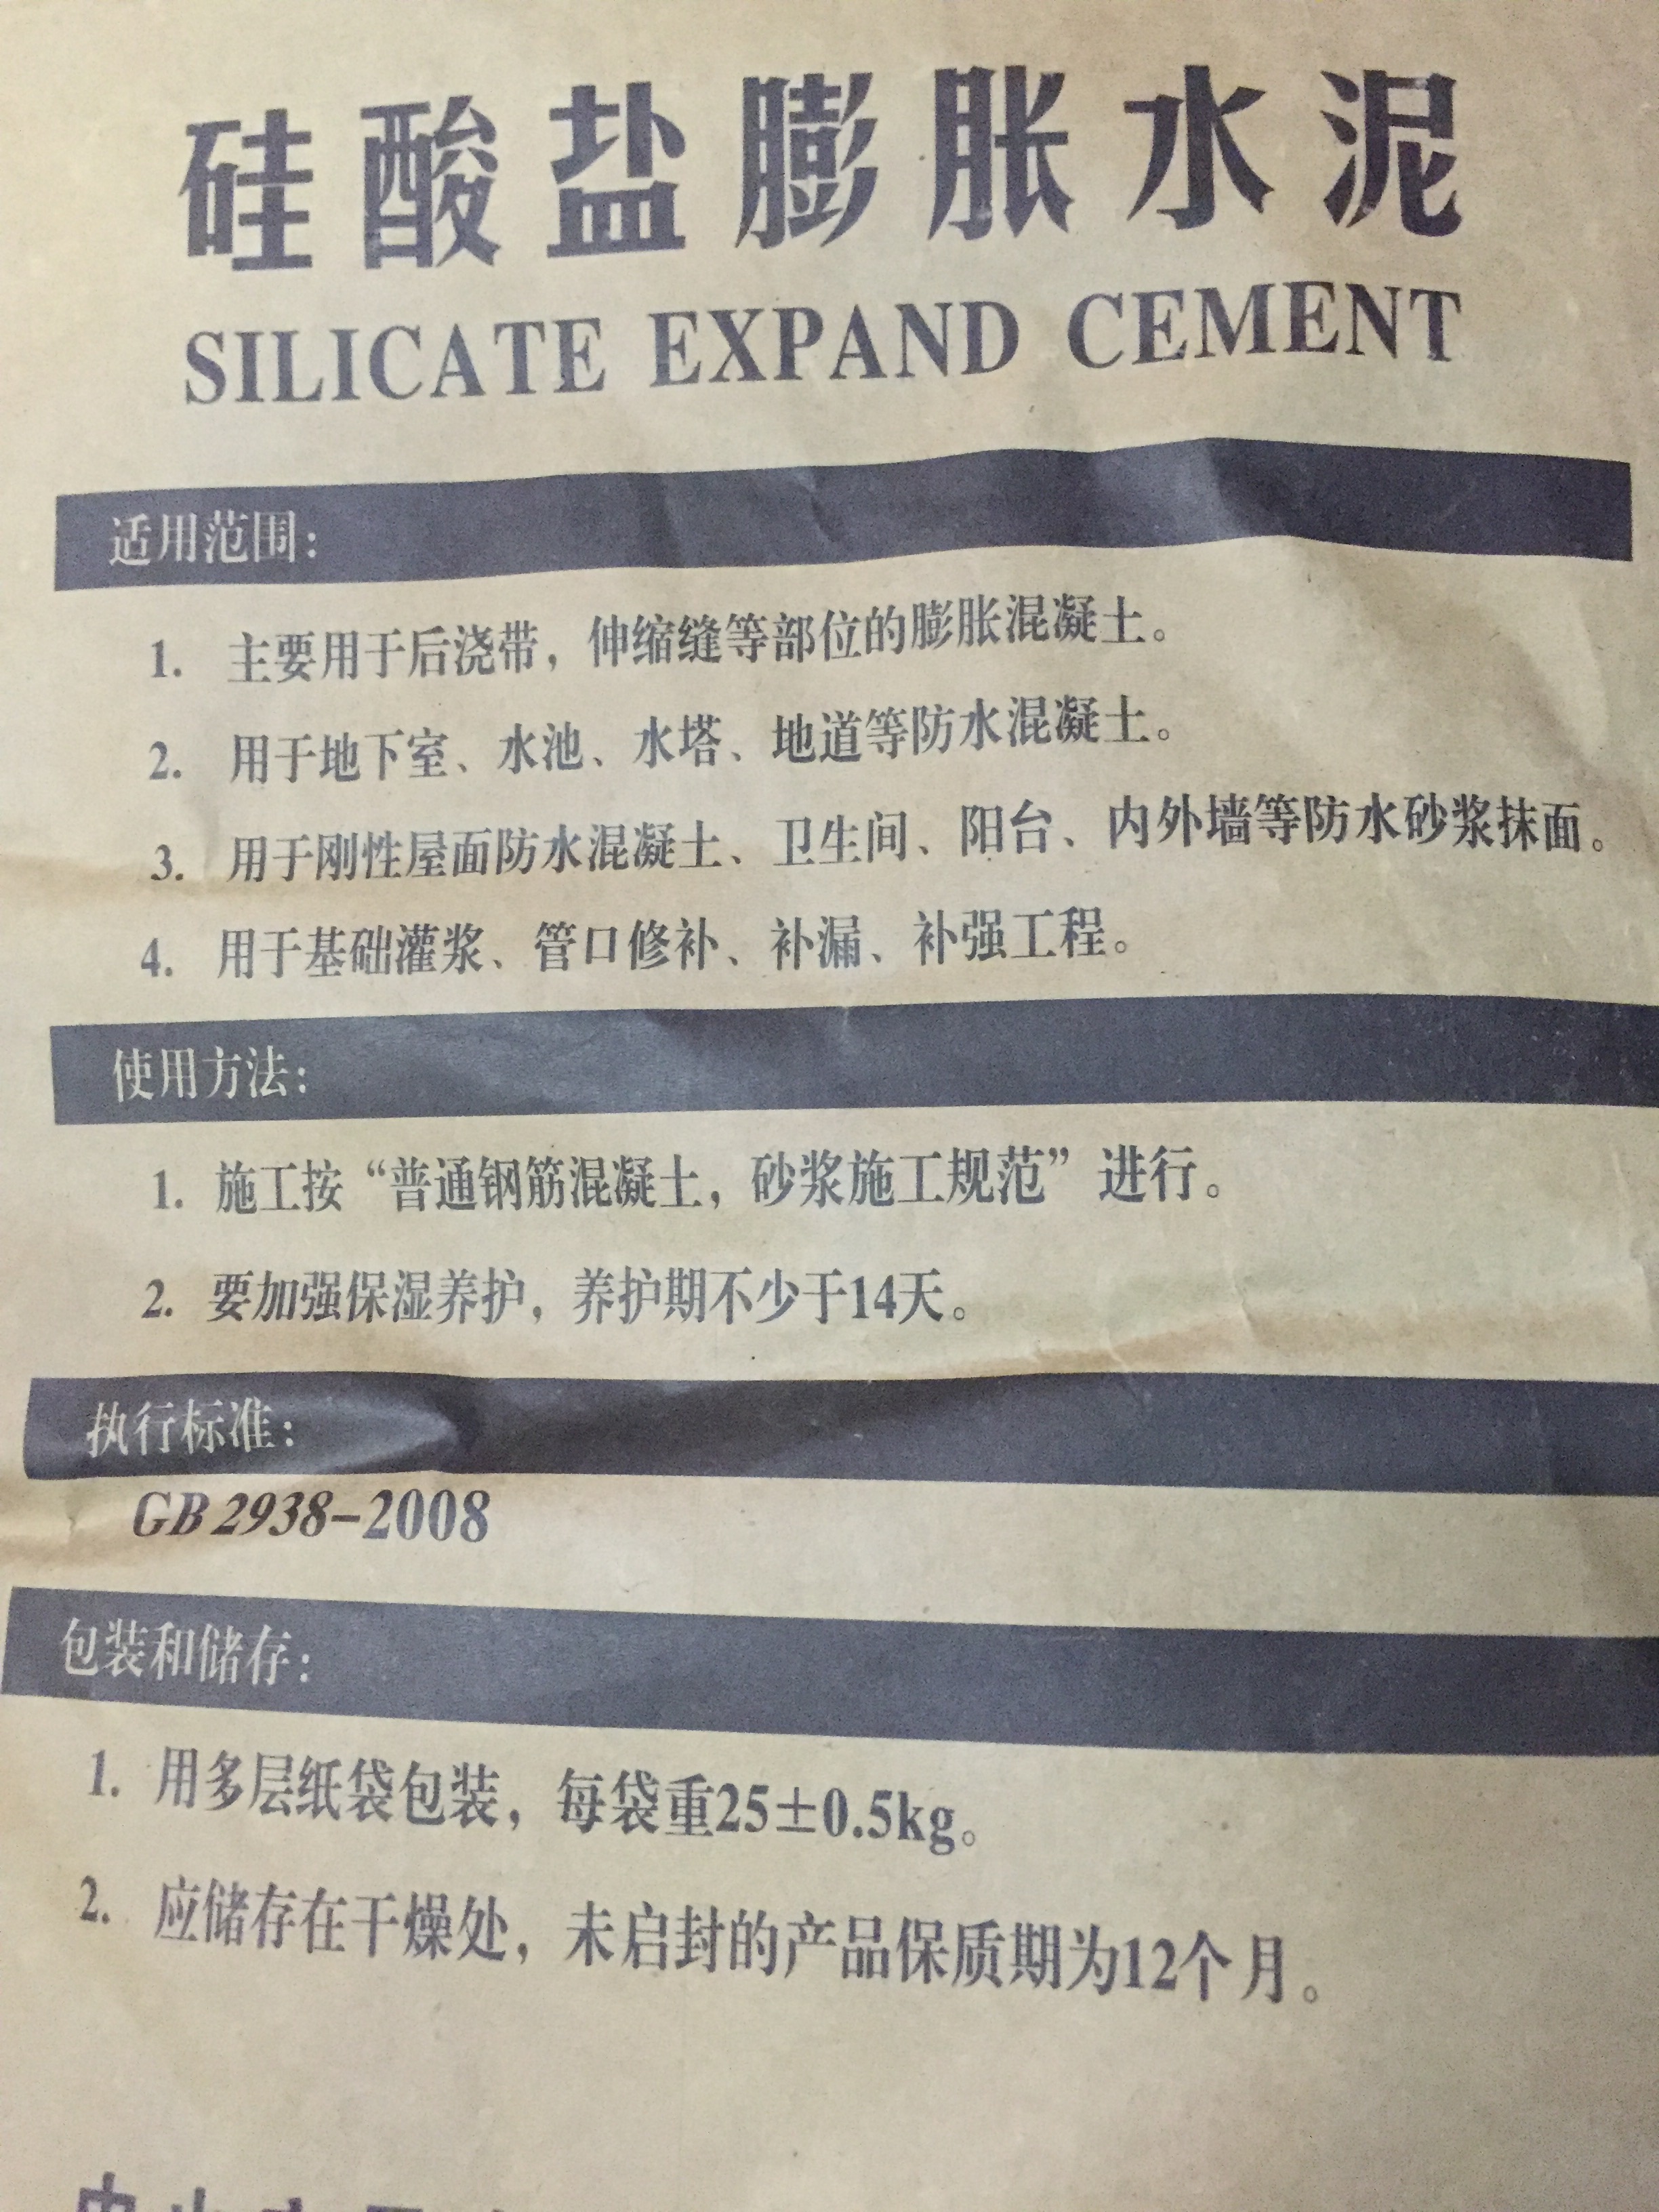 硅酸盐膨胀水泥
SILICATE EXPAND CEMENT
适用范围:
1. 主要用于后浇带，伸缩缝等部位的膨胀混凝土。
2. 用于地下室、水池、水塔、地道等防水混凝土。
3. 用于刚性屋面防水混凝土、卫生间、阳台、内外墙等防水砂浆抹面。
4. 用于基础灌浆、管口修补、补漏、补强工程。
使用方法:
1. 施工按“普通钢筋混凝土，砂浆施工规范”进行。
2. 要加强保湿养护，养护期不少于14天。
执行标准:
GB 2938-2008
包装和储存:
1. 用多层纸袋包装，每袋重25±0.5kg。
2. 应储存在干燥处，未启封的产品保质期为12个月。